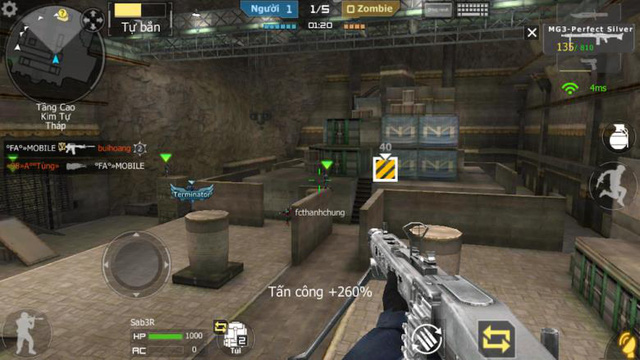 Tự bắn
Người 1
1/5
Zombie
01:20
MG3-Perfect Silver
135 / 810
4ms
Tầng Cao
Kim Tự
Tháp
°FA°»MOBILE
buihoang
°FA°»MOBILE
40
Terminator
fcthanhchung
Tấn công +260%
Sab3R
HP
1000
AC
0
2
Túi